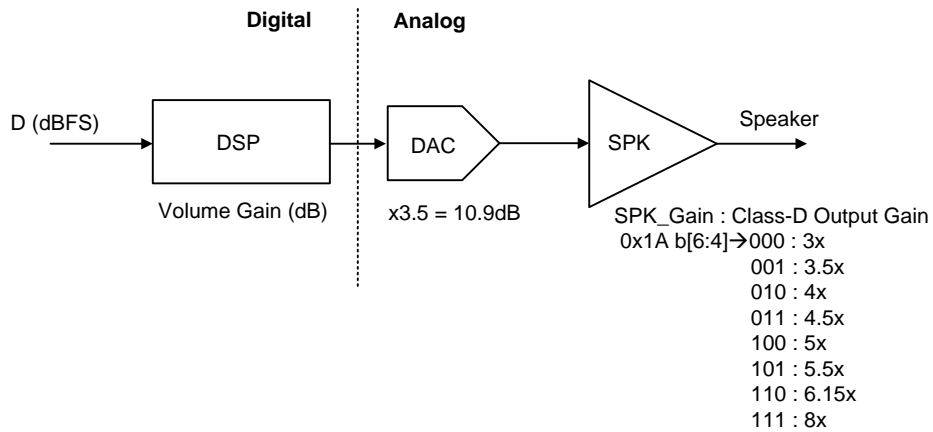 Digital
Analog
D (dBFS)
DSP
DAC
SPK
Speaker
Volume Gain (dB)
x3.5 = 10.9dB
SPK_Gain : Class-D Output Gain
0x1A b[6:4]→000 : 3x
001 : 3.5x
010 : 4x
011 : 4.5x
100 : 5x
101 : 5.5x
110 : 6.15x
111 : 8x